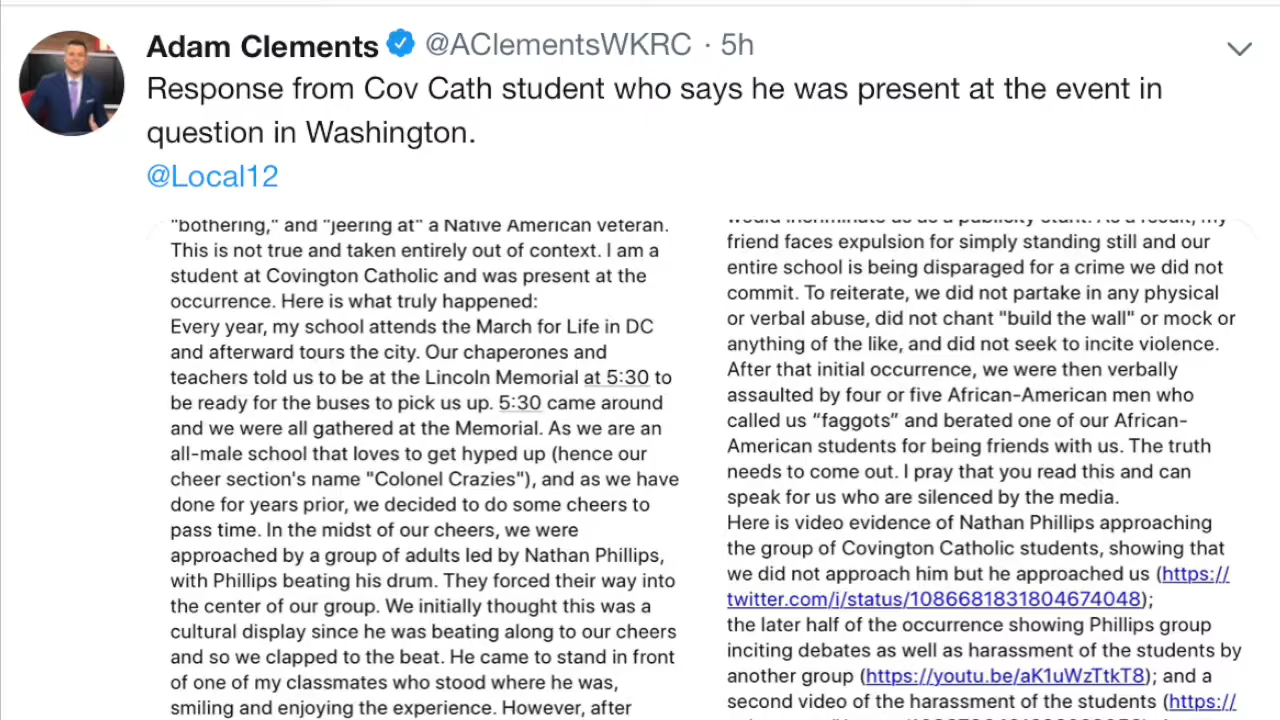 Adam Clements @AClementsWKRC · 5h
Response from Cov Cath student who says he was present at the event in
question in Washington.
@Local12
"bothering," and "jeering at" a Native American veteran.
This is not true and taken entirely out of context. I am a
student at Covington Catholic and was present at the
occurrence. Here is what truly happened:
Every year, my school attends the March for Life in DC
and afterward tours the city. Our chaperones and
teachers told us to be at the Lincoln Memorial at 5:30 to
be ready for the buses to pick us up. 5:30 came around
and we were all gathered at the Memorial. As we are an
all-male school that loves to get hyped up (hence our
cheer section's name "Colonel Crazies"), and as we have
done for years prior, we decided to do some cheers to
pass time. In the midst of our cheers, we were
approached by a group of adults led by Nathan Phillips,
with Phillips beating his drum. They forced their way into
the center of our group. We initially thought this was a
cultural display since he was beating along to our cheers
and so we clapped to the beat. He came to stand in front
of one of my classmates who stood where he was,
smiling and enjoying the experience. However, after
would incriminate us as a publicity stunt. As a result, my
friend faces expulsion for simply standing still and our
entire school is being disparaged for a crime we did not
commit. To reiterate, we did not partake in any physical
or verbal abuse, did not chant "build the wall" or mock or
anything of the like, and did not seek to incite violence.
After that initial occurrence, we were then verbally
assaulted by four or five African-American men who
called us “faggots” and berated one of our African-
American students for being friends with us. The truth
needs to come out. I pray that you read this and can
speak for us who are silenced by the media.
Here is video evidence of Nathan Phillips approaching
the group of Covington Catholic students, showing that
we did not approach him but he approached us (https://
twitter.com/i/status/1086681831804674048);
the later half of the occurrence showing Phillips group
inciting debates as well as harassment of the students by
another group (https://youtu.be/aK1uWzTtkT8); and a
second video of the harassment of the students (https://